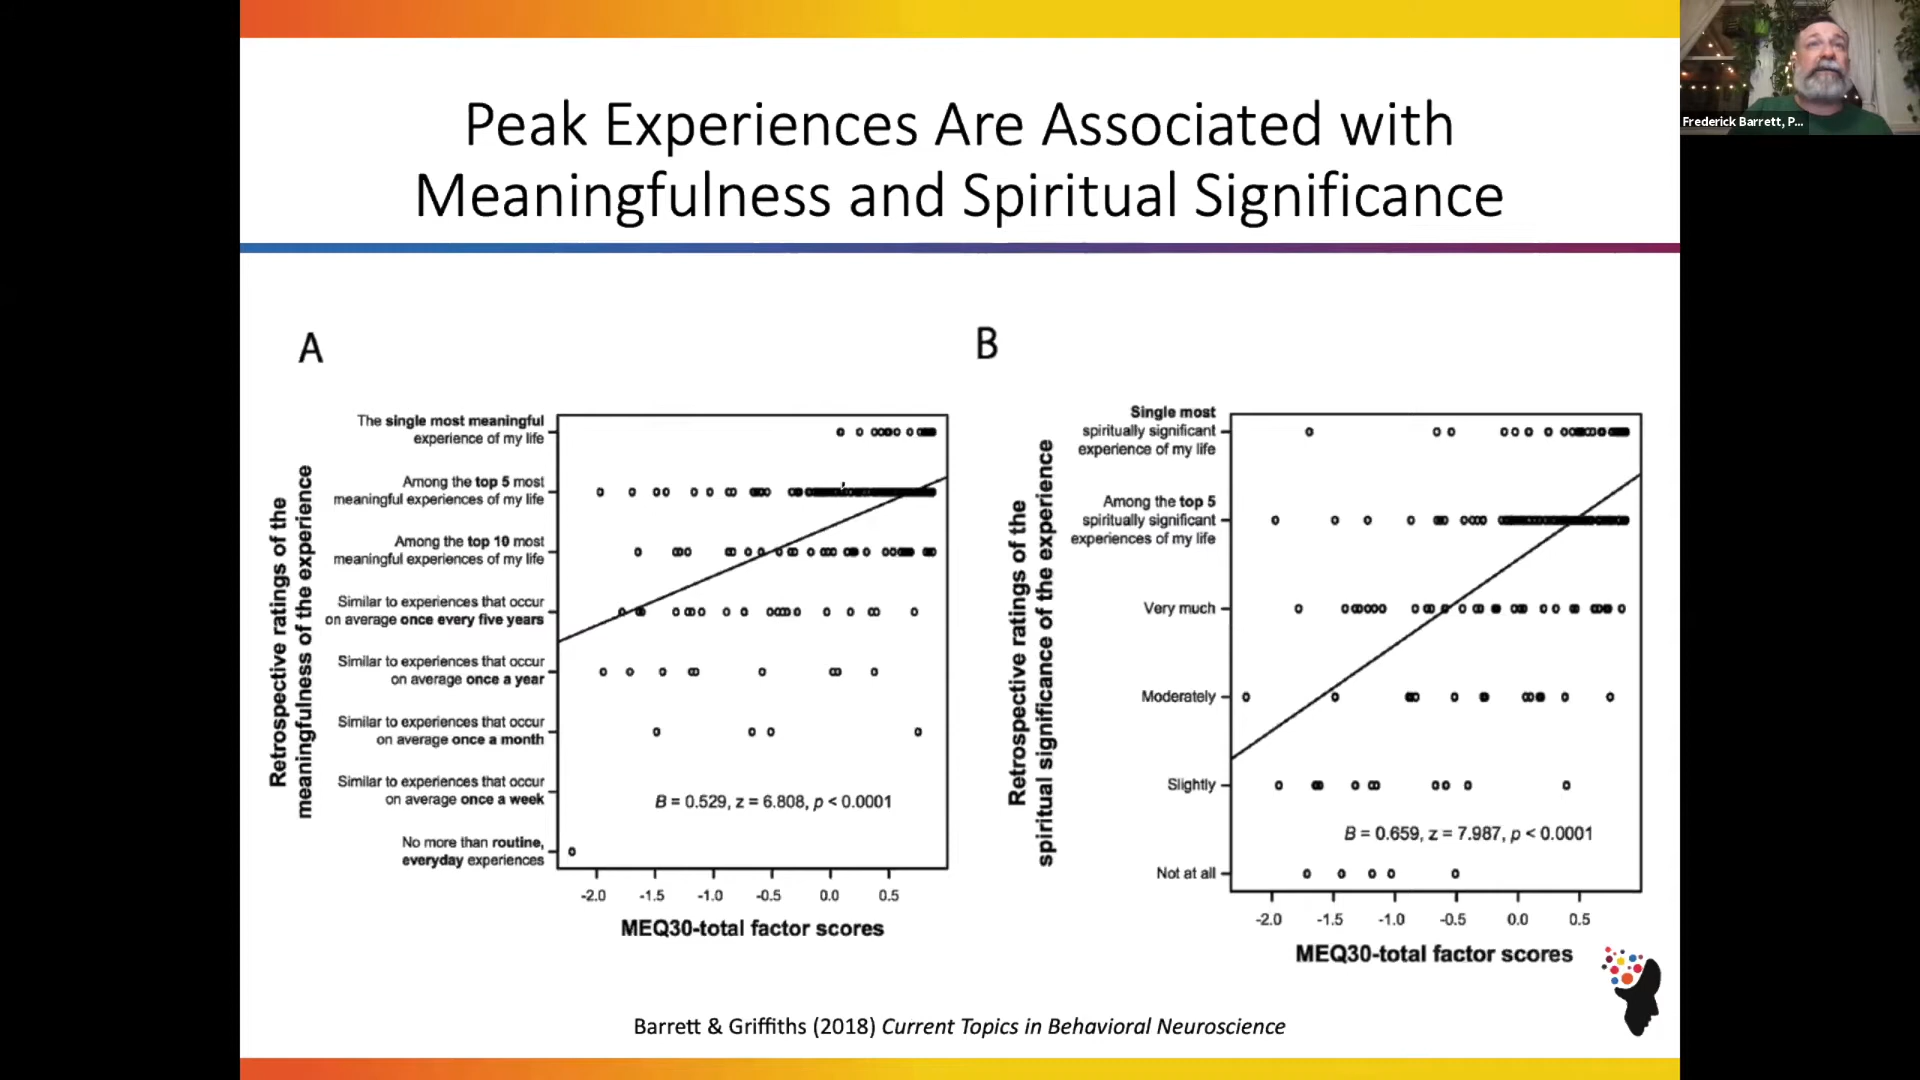 Peak Experiences Are Associated with
Meaningfulness and Spiritual Significance
Frederick Barrett, P...
A
Retrospective ratings of the
meaningfulness of the experience
The single most meaningful
experience of my life
Among the top 5 most
meaningful experiences of my life
Among the top 10 most
meaningful experiences of my life
Similar to experiences that occur
on average once every five years
Similar to experiences that occur
on average once a year
Similar to experiences that occur
on average once a month
Similar to experiences that occur
on average once a week
No more than routine,
everyday experiences
B = 0.529, z = 6.808, p < 0.0001
-2.0 -1.5 -1.0 -0.5 0.0 0.5
MEQ30-total factor scores
B
Retrospective ratings of the
spiritual significance of the experience
Single most
spiritually significant
experience of my life
Among the top 5
spiritually significant
experiences of my life
Very much
Moderately
Slightly
Not at all
B = 0.659, z = 7.987, p < 0.0001
-2.0 -1.5 -1.0 -0.5 0.0 0.5
MEQ30-total factor scores
Barrett & Griffiths (2018) Current Topics in Behavioral Neuroscience